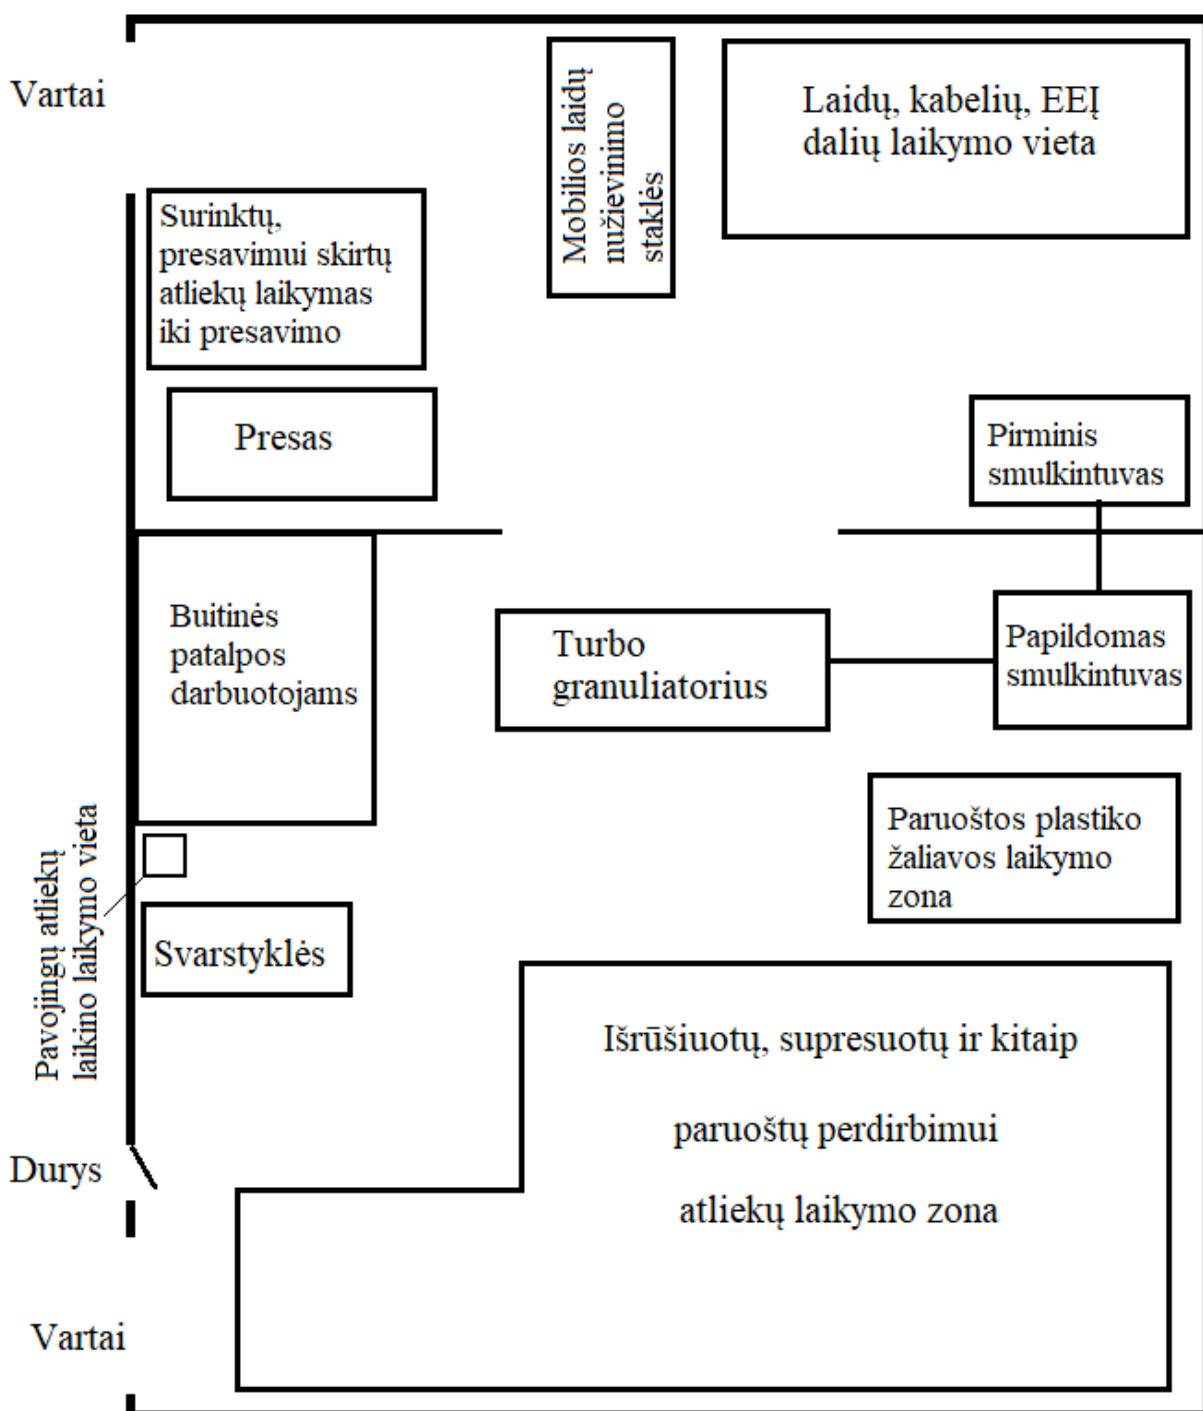 Vartai
Mobilios laidų
nužievinimo
staklės
Laidų, kabelių, EEĮ
dalių laikymo vieta
Surinktų,
presavimui skirtų
atliekų laikymas
iki presavimo
Presas
Pirminis
smulkintuvas
Buitinės
patalpos
darbuotojams
Turbo
granuliatorius
Papildomas
smulkintuvas
Paruoštos plastiko
žaliavos laikymo
zona
Pavojingų atliekų
laikino laikymo vieta
Svarstyklės
Išrūšiuotų, supresuotų ir kitaip
paruoštų perdirbimui
atliekų laikymo zona
Durys
Vartai